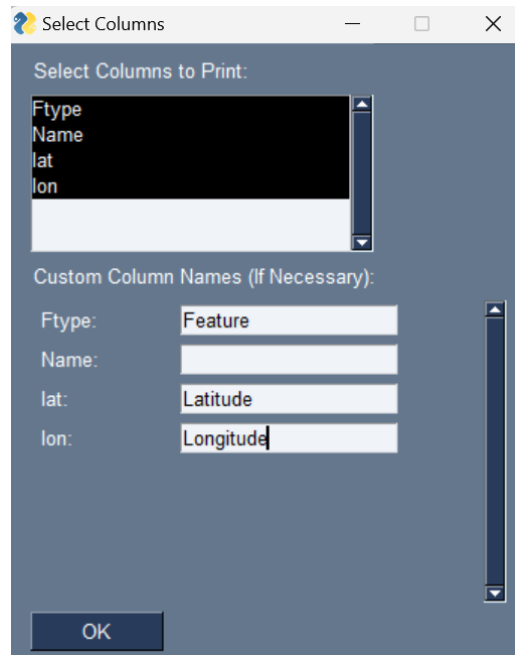 Select Columns
Select Columns to Print:
Ftype
Name
lat
lon
Custom Column Names (If Necessary):
Ftype: Feature
Name:
lat: Latitude
lon: Longitude
OK